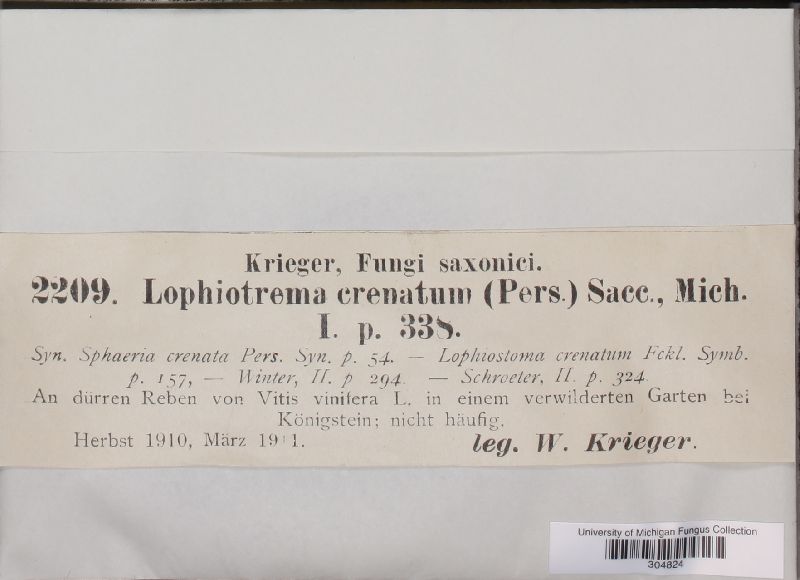 Krieger, Fungi saxonici.
2209. Lophiotrema crenatum (Pers.) Sacc., Mich.
I. p. 338.
Syn. Sphaeria crenata Pers. Syn. p. 54. — Lophiostoma crenatum Fckl. Symb.
p. 157, — Winter, II. p 294. — Schroeter, II. p. 324.
An dürren Reben von Vitis vinifera L. in einem verwilderten Garten bei
Königstein; nicht häufig.
Herbst 1910, März 1911.
leg. W. Krieger.
University of Michigan Fungus Collection
304824